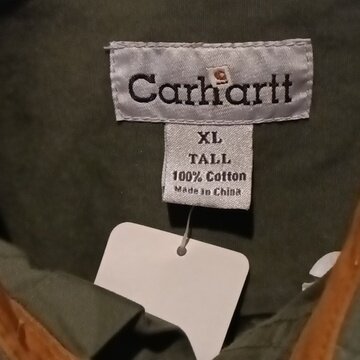 Carhartt
XL
TALL
100% Cotton
Made in China